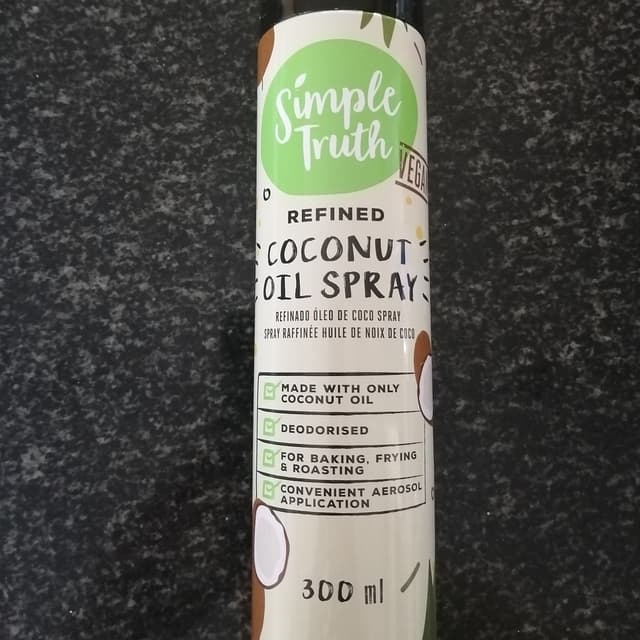 Simple
Truth
REFINED
COCONUT
OIL SPRAY
REFINADO ÓLEO DE COCO SPRAY
SPRAY RAFFINÉE HUILE DE NOIX DE COCO
MADE WITH ONLY
COCONUT OIL
DEODORISED
FOR BAKING, FRYING
& ROASTING
CONVENIENT AEROSOL
APPLICATION
300 ml